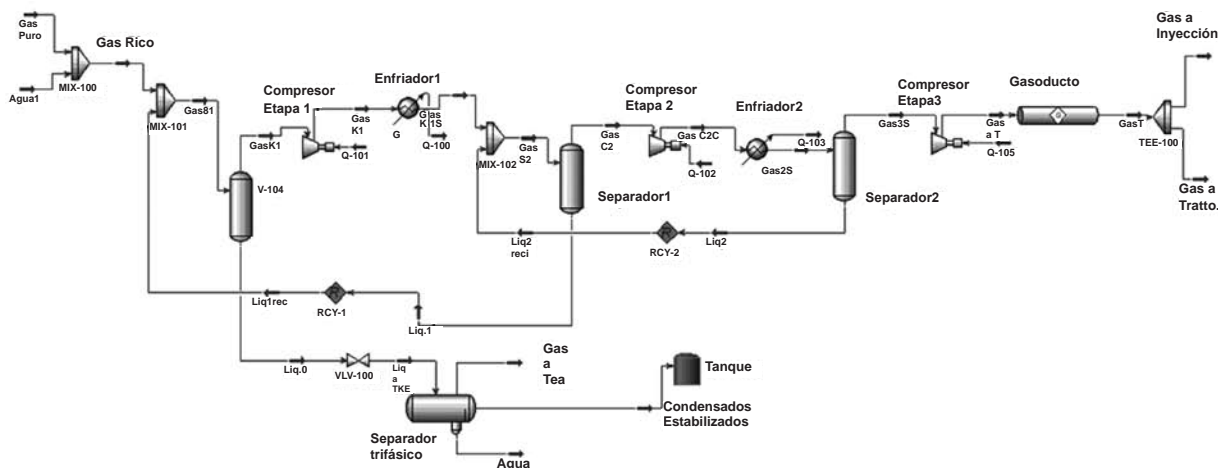 Gas
Puro
Gas Rico
Agua1
MIX-100
MIX-101
Gas81
GasK1
V-104
Compresor
Etapa 1
Q-101
Gas
K1
Enfriador1
G
Gas
K1S
Q-100
MIX-102
Gas
S2
Separador1
Gas
C2
Compresor
Etapa 2
Q-102
Gas C2C
Enfriador2
Q-103
Gas2S
Separador2
Gas3S
Compresor
Etapa3
Q-105
Gas
a T
Gasoducto
GasT
TEE-100
Gas a
Inyección
Gas a
Tratto.
Liq2
reci
RCY-2
Liq2
Liq1rec
RCY-1
Liq.1
Liq.0
VLV-100
Liq
a
TKE
Gas
a
Tea
Tanque
Condensados
Estabilizados
Separador
trifásico
Agua